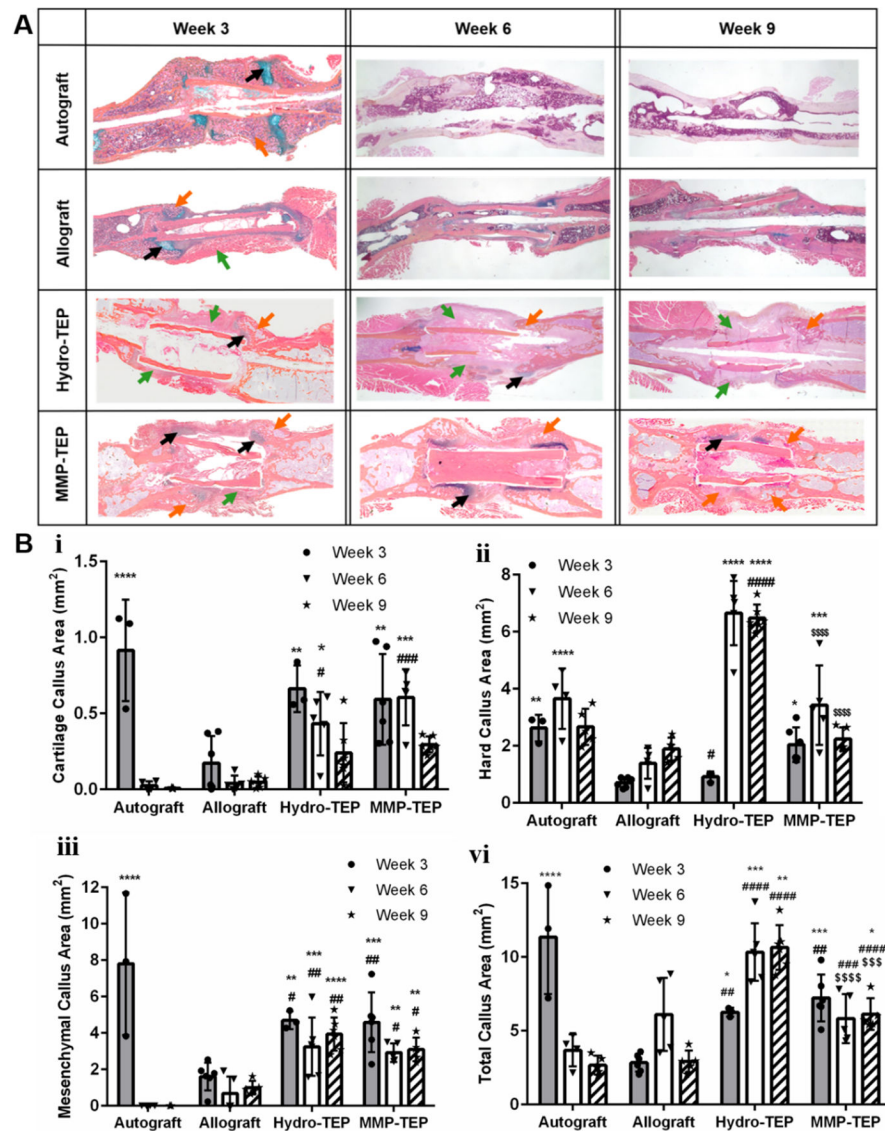 A
Week 3 Week 6 Week 9
Autograft
Allograft
Hydro-TEP
MMP-TEP
B
i
Cartilage Callus Area (mm²)
1.5
1.0
0.5
0.0
Week 3
Week 6
Week 9
****
**
*
#
**
***
###
Autograft Allograft Hydro-TEP MMP-TEP
ii
Hard Callus Area (mm²)
8
6
4
2
0
Week 3
Week 6
Week 9
**
****
#
****
****
####
*
***
$$$$
$$$$
Autograft Allograft Hydro-TEP MMP-TEP
iii
Mesenchymal Callus Area (mm²)
12
10
8
6
4
2
0
Week 3
Week 6
Week 9
****
**
#
***
##
****
##
***
##
**
#
**
#
Autograft Allograft Hydro-TEP MMP-TEP
vi
Total Callus Area (mm²)
15
10
5
0
Week 3
Week 6
Week 9
****
*
##
***
####
**
####
***
##
###
$$$$
*
####
$$$
Autograft Allograft Hydro-TEP MMP-TEP